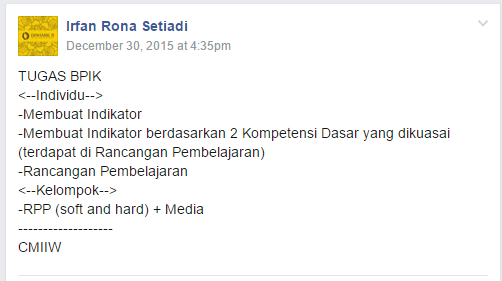 Irfan Rona Setiadi
December 30, 2015 at 4:35pm
TUGAS BPIK
<--Individu-->
-Membuat Indikator
-Membuat Indikator berdasarkan 2 Kompetensi Dasar yang dikuasai
(terdapat di Rancangan Pembelajaran)
-Rancangan Pembelajaran
<--Kelompok-->
-RPP (soft and hard) + Media
-------------------
CMIIW